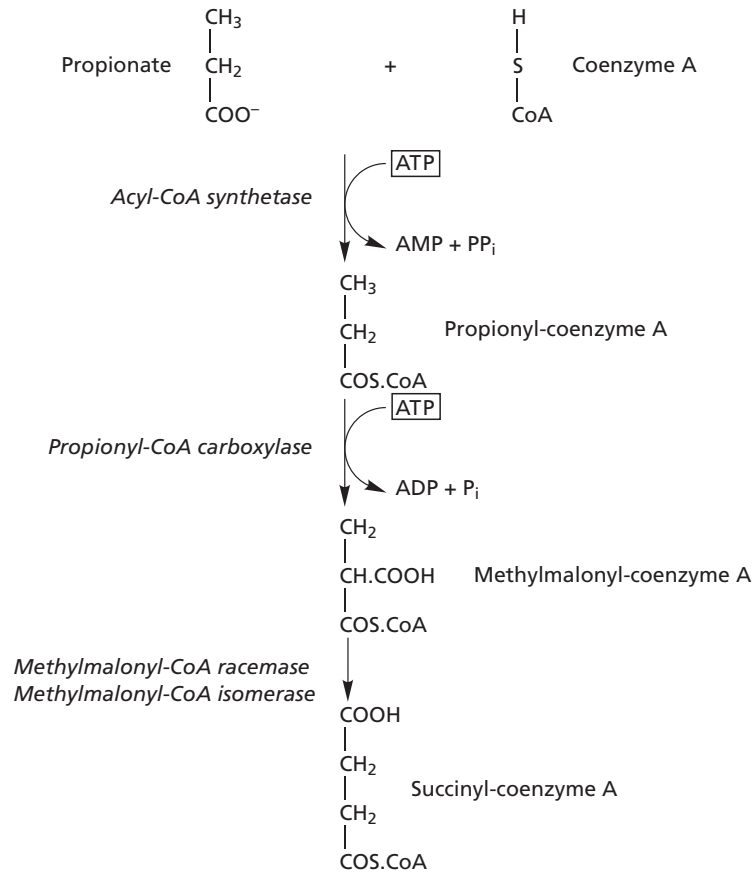 CH₃ H
Propionate CH₂ + S Coenzyme A
COO⁻ CoA
ATP
Acyl-CoA synthetase
AMP + PPᵢ
CH₃
CH₂ Propionyl-coenzyme A
COS.CoA
ATP
Propionyl-CoA carboxylase
ADP + Pᵢ
CH₂
CH.COOH Methylmalonyl-coenzyme A
COS.CoA
Methylmalonyl-CoA racemase
Methylmalonyl-CoA isomerase
COOH
CH₂
Succinyl-coenzyme A
CH₂
COS.CoA